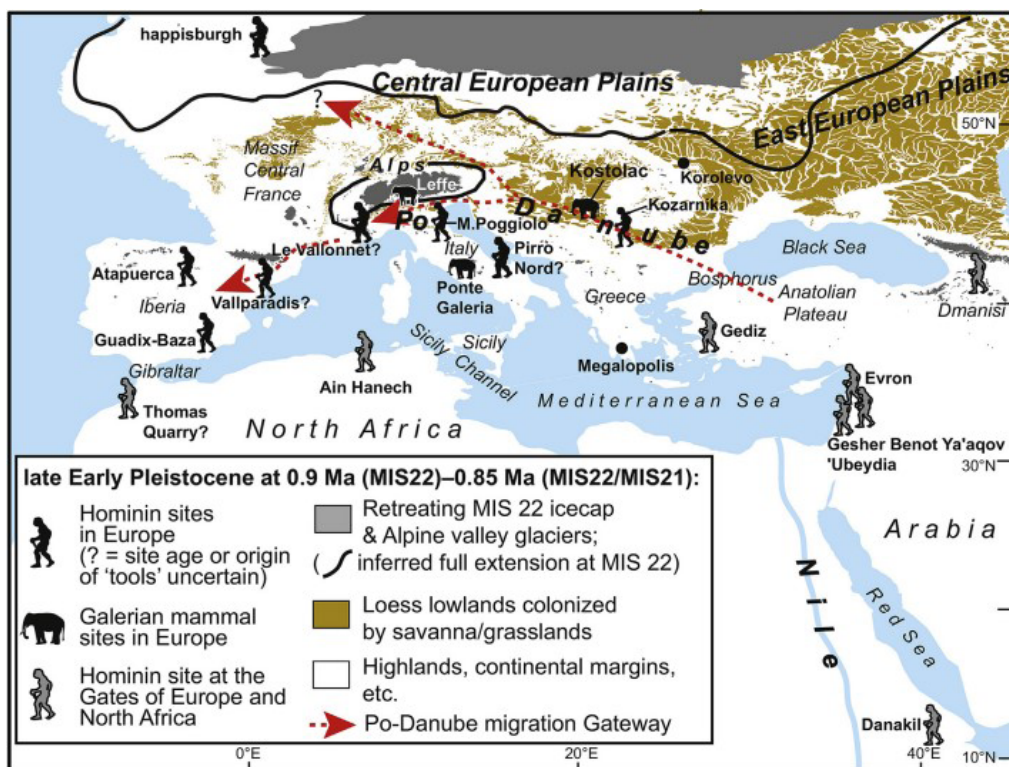 happisburgh
Central European Plains
East European Plains
?
50°N
Massif
Central
France
Alps
Leffe
Kostolac
Korolevo
Kozarnika
Po
Danube
M.Poggiolo
Le Vallonnet?
Italy
Pirro
Nord?
Black Sea
Atapuerca
Bosphorus
Iberia
Vallparadis?
Ponte
Galeria
Greece
Anatolian
Plateau
Dmanisi
Guadix-Baza
Sicily
Sicily Channel
Gediz
Gibraltar
Ain Hanech
Megalopolis
Evron
Thomas
Quarry?
Mediterranean Sea
North Africa
Gesher Benot Ya'aqov
'Ubeydia
30°N
late Early Pleistocene at 0.9 Ma (MIS22)–0.85 Ma (MIS22/MIS21):
Hominin sites
in Europe
(? = site age or origin
of 'tools' uncertain)
Galerian mammal
sites in Europe
Hominin site at the
Gates of Europe and
North Africa
Retreating MIS 22 icecap
& Alpine valley glaciers;
( inferred full extension at MIS 22)
Loess lowlands colonized
by savanna/grasslands
Highlands, continental margins,
etc.
Po-Danube migration Gateway
Arabia
Nile
Red Sea
Danakil
0°E
20°E
40°E
10°N